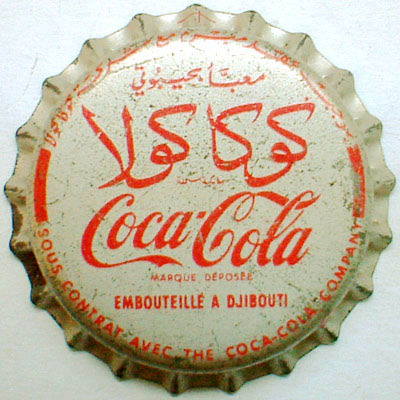 معبأ بجيبوتي
كوكا كولا
Coca-Cola
MARQUE DÉPOSÉE
EMBOUTEILLÉ A DJIBOUTI
SOUS CONTRAT AVEC THE COCA-COLA COMPANY